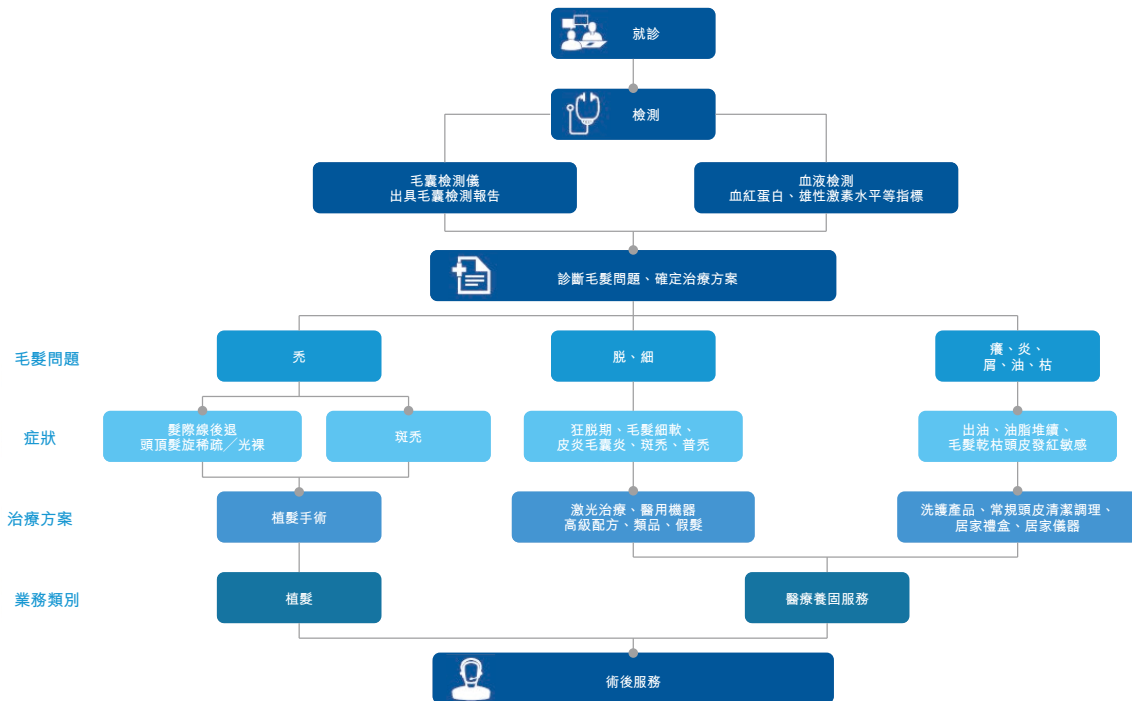 就診
檢測
毛囊檢測儀
出具毛囊檢測報告
血液檢測
血紅蛋白、雄性激素水平等指標
診斷毛髮問題、確定治療方案
毛髮問題
禿
脱、細
癢、炎、
屑、油、枯
症狀
髮際線後退
頭頂髮旋稀疏╱光裸
斑禿
狂脱期、毛髮細軟、
皮炎毛囊炎、斑禿、普禿
出油、油脂堆積、
毛髮乾枯頭皮發紅敏感
治療方案
植髮手術
激光治療、醫用機器
高級配方、類品、假髮
洗護產品、常規頭皮清潔調理、
居家禮盒、居家儀器
業務類別
植髮
醫療養固服務
術後服務